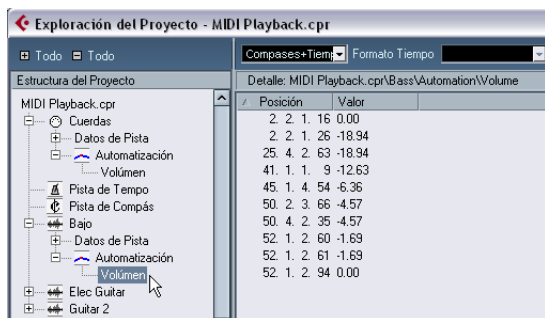 Exploración del Proyecto - MIDI Playback.cpr
Todo Todo
Compases+Tiem Formato Tiempo
Estructura del Proyecto
Detalle: MIDI Playback.cpr\Bass\Automation\Volume
MIDI Playback.cpr
Cuerdas
Datos de Pista
Automatización
Volúmen
Pista de Tempo
Pista de Compás
Bajo
Datos de Pista
Automatización
Volúmen
Elec Guitar
Guitar 2
Posición Valor
2. 2. 1. 16 0.00
2. 2. 1. 26 -18.94
25. 4. 2. 63 -18.94
41. 1. 1. 9 -12.63
45. 1. 4. 54 -6.36
50. 2. 3. 66 -4.57
50. 4. 2. 35 -4.57
52. 1. 2. 60 -1.69
52. 1. 2. 61 -1.69
52. 1. 2. 94 0.00